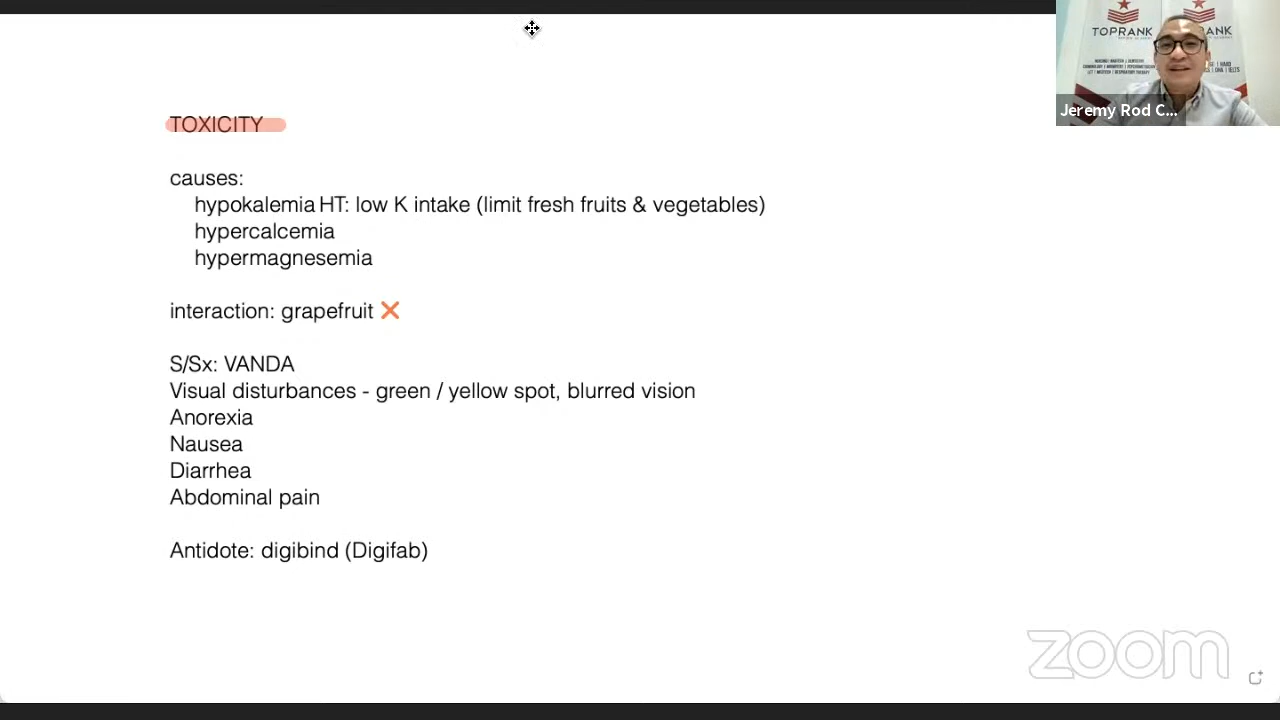 TOXICITY
causes:
hypokalemia HT: low K intake (limit fresh fruits & vegetables)
hypercalcemia
hypermagnesemia
interaction: grapefruit ❌
S/Sx: VANDA
Visual disturbances - green / yellow spot, blurred vision
Anorexia
Nausea
Diarrhea
Abdominal pain
Antidote: digibind (Digifab)
TOPRANK
Jeremy Rod C...
zoom